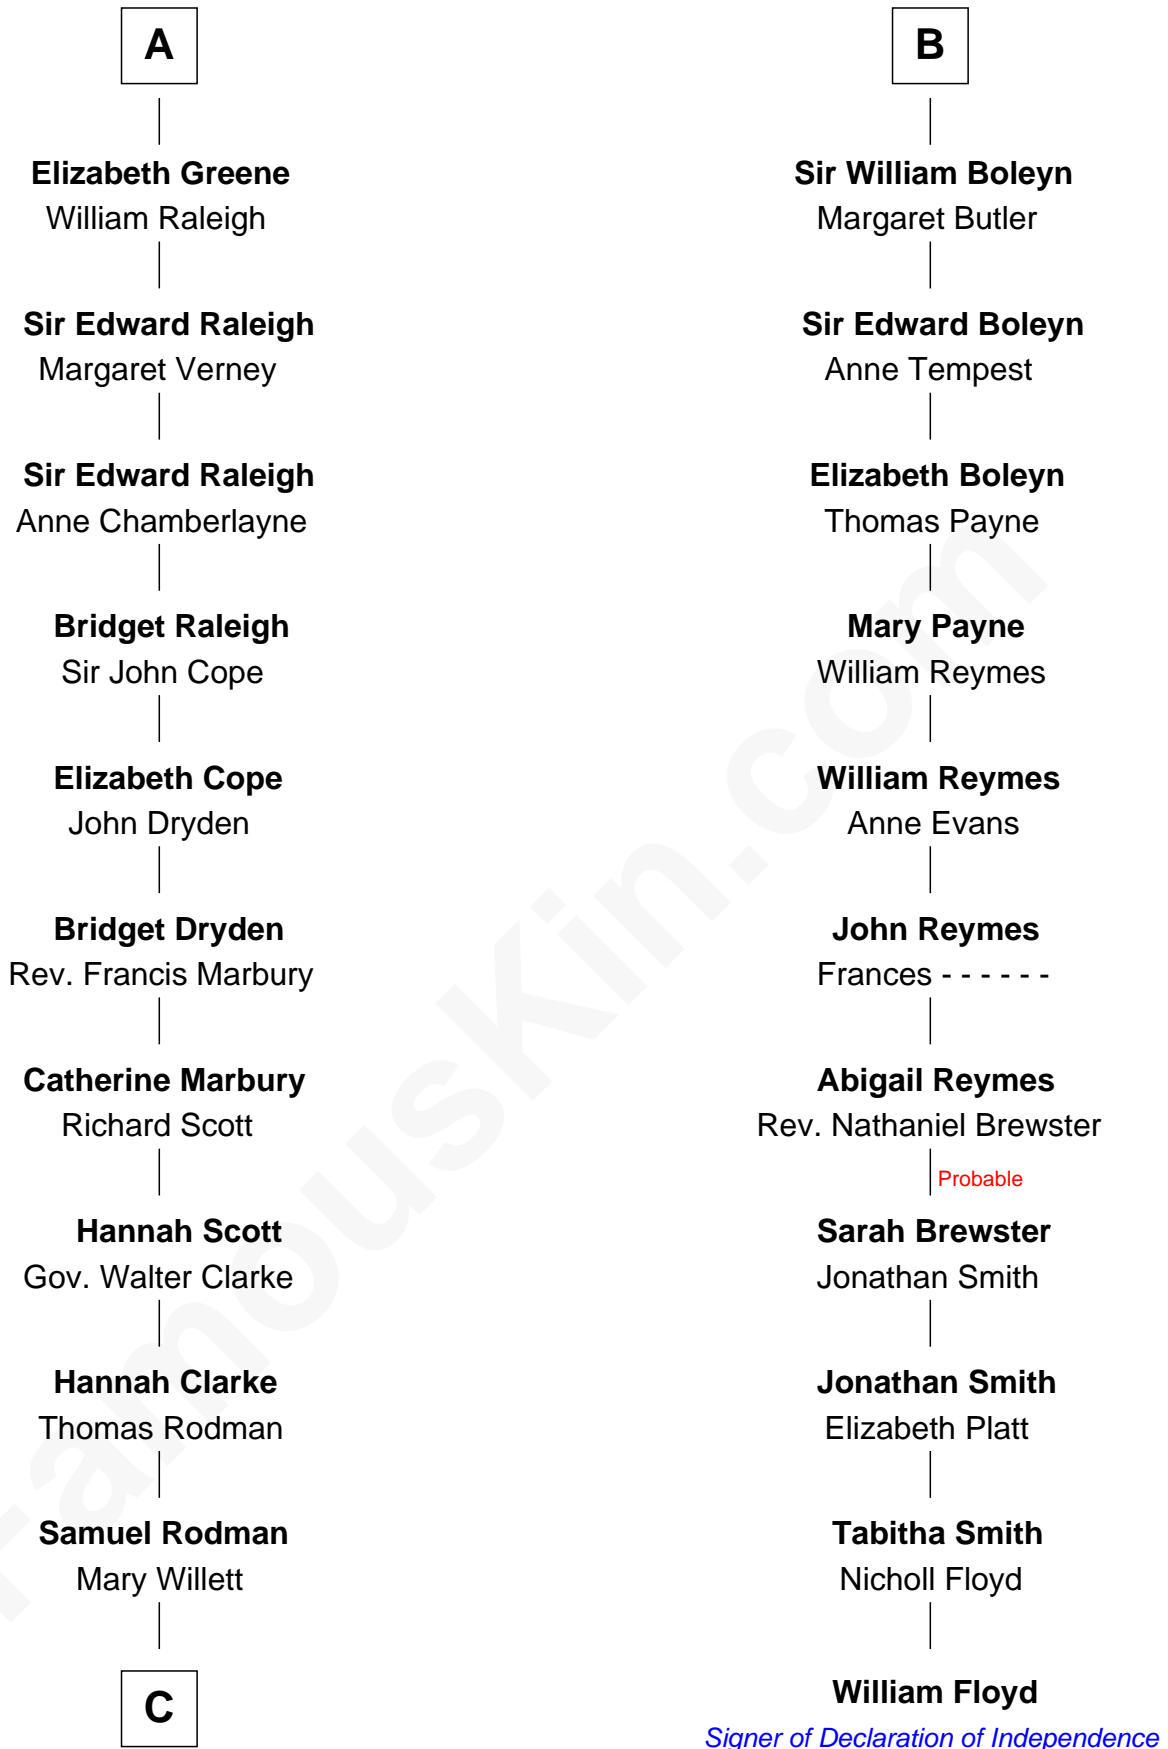 A
Elizabeth Greene
William Raleigh
Sir Edward Raleigh
Margaret Verney
Sir Edward Raleigh
Anne Chamberlayne
Bridget Raleigh
Sir John Cope
Elizabeth Cope
John Dryden
Bridget Dryden
Rev. Francis Marbury
Catherine Marbury
Richard Scott
Hannah Scott
Gov. Walter Clarke
Hannah Clarke
Thomas Rodman
Samuel Rodman
Mary Willett
C
B
Sir William Boleyn
Margaret Butler
Sir Edward Boleyn
Anne Tempest
Elizabeth Boleyn
Thomas Payne
Mary Payne
William Reymes
William Reymes
Anne Evans
John Reymes
Frances - - - - - -
Abigail Reymes
Rev. Nathaniel Brewster
Probable
Sarah Brewster
Jonathan Smith
Jonathan Smith
Elizabeth Platt
Tabitha Smith
Nicholl Floyd
William Floyd
Signer of Declaration of Independence
FamousKin.com